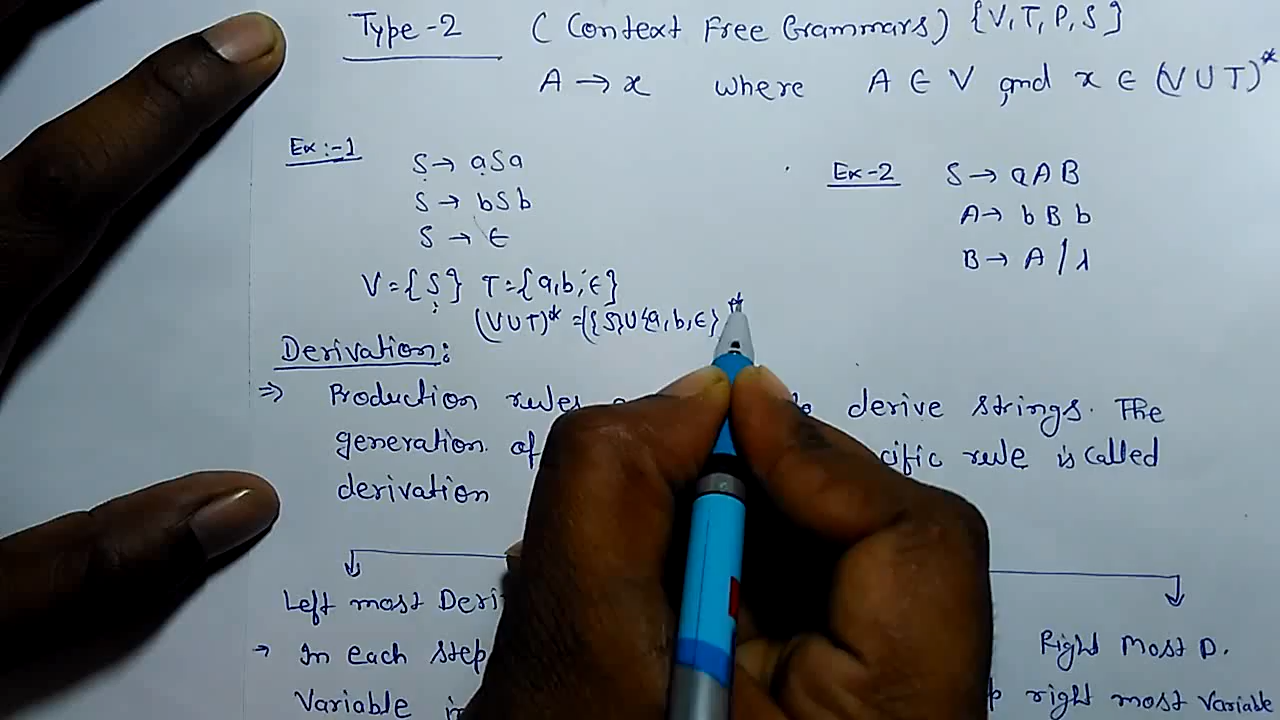 Type-2 (Context Free Grammars) {V,T,P,S}
A → x where A ∈ V and x ∈ (V U T)*
Ex:-1
S → aSa
S → bSb
S → ε
V={S} T={a,b,ε}
(VUT)* =({S}U{a,b,ε} *
Ex-2
S → aAB
A → bBb
B → A/λ
Derivation:
⇒ Production rules derive strings. The
generation of rule is called
derivation
Left most
→ In each step
Variable
Right Most D.
right most Variable